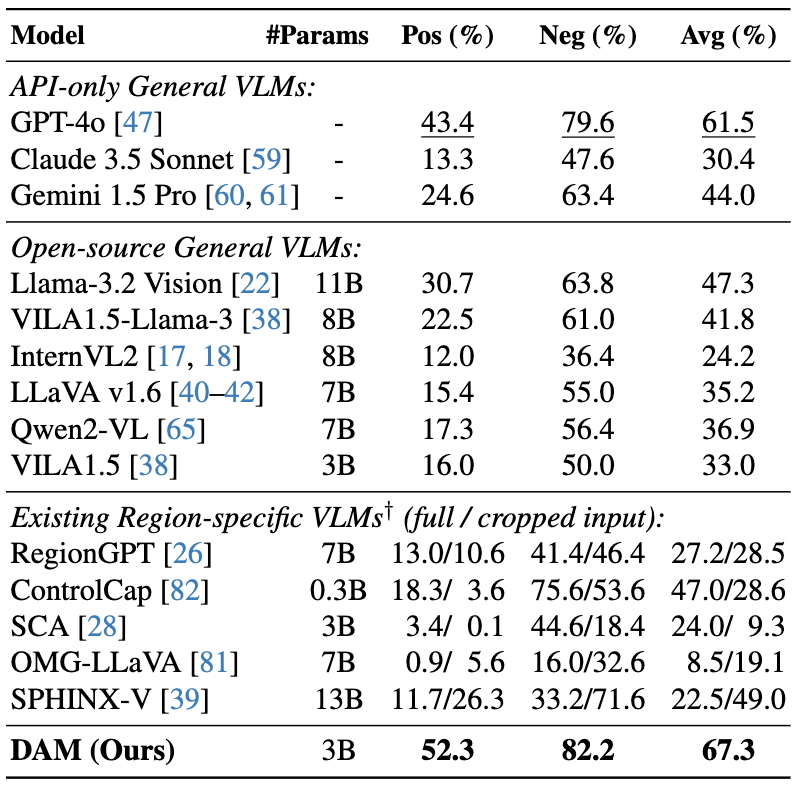 Model #Params Pos (%) Neg (%) Avg (%)
API-only General VLMs:
GPT-4o [47] - 43.4 79.6 61.5
Claude 3.5 Sonnet [59] - 13.3 47.6 30.4
Gemini 1.5 Pro [60, 61] - 24.6 63.4 44.0
Open-source General VLMs:
Llama-3.2 Vision [22] 11B 30.7 63.8 47.3
VILA1.5-Llama-3 [38] 8B 22.5 61.0 41.8
InternVL2 [17, 18] 8B 12.0 36.4 24.2
LLaVA v1.6 [40–42] 7B 15.4 55.0 35.2
Qwen2-VL [65] 7B 17.3 56.4 36.9
VILA1.5 [38] 3B 16.0 50.0 33.0
Existing Region-specific VLMs† (full / cropped input):
RegionGPT [26] 7B 13.0/10.6 41.4/46.4 27.2/28.5
ControlCap [82] 0.3B 18.3/ 3.6 75.6/53.6 47.0/28.6
SCA [28] 3B 3.4/ 0.1 44.6/18.4 24.0/ 9.3
OMG-LLaVA [81] 7B 0.9/ 5.6 16.0/32.6 8.5/19.1
SPHINX-V [39] 13B 11.7/26.3 33.2/71.6 22.5/49.0
DAM (Ours) 3B 52.3 82.2 67.3